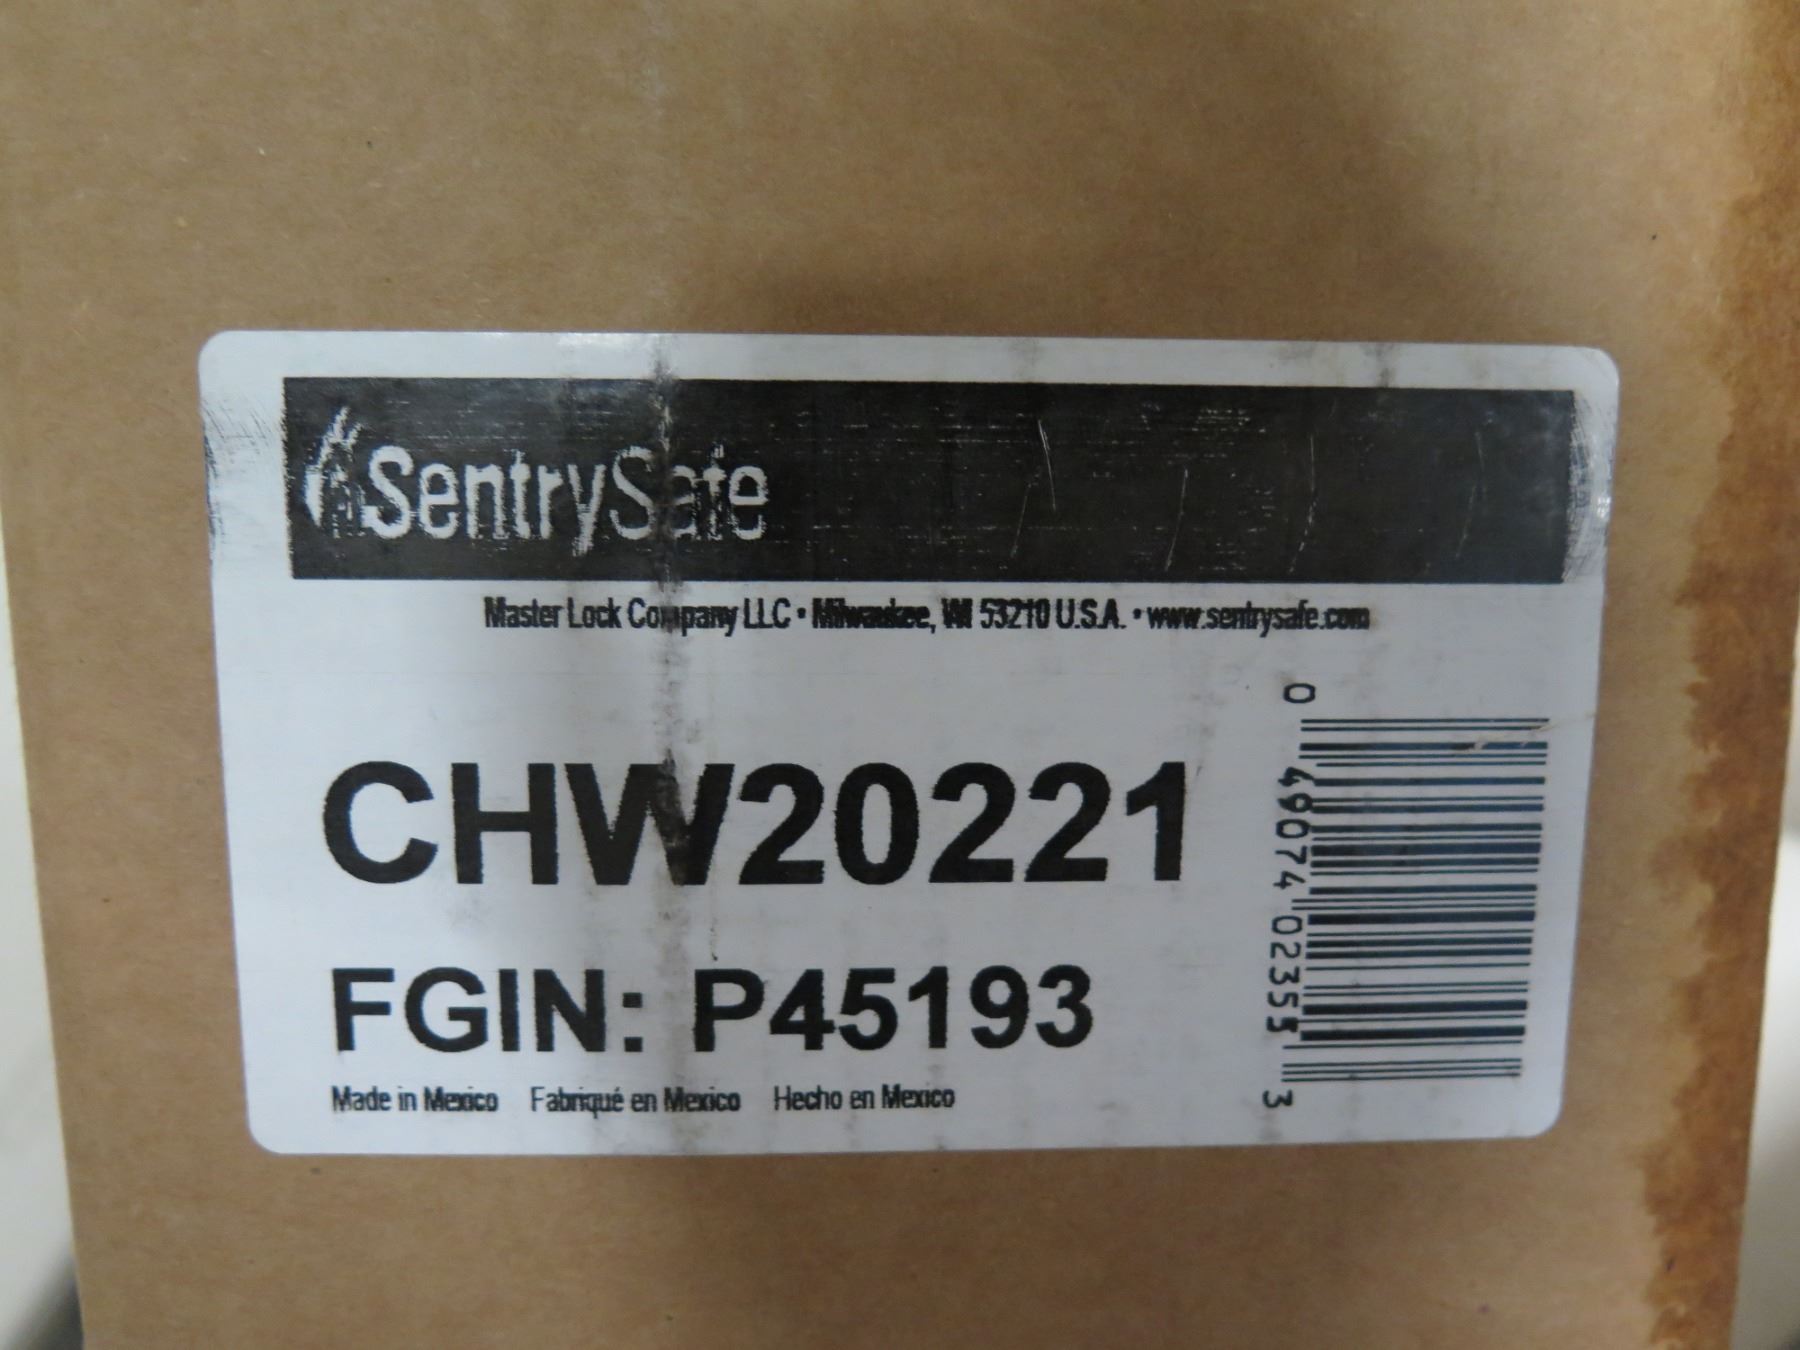 SentrySafe
Master Lock Company LLC • Milwaukee, WI 53210 U.S.A. • www.sentrysafe.com
CHW20221
FGIN: P45193
Made in Mexico Fabriqué en Mexico Hecho en Mexico
0 49074 02355 3